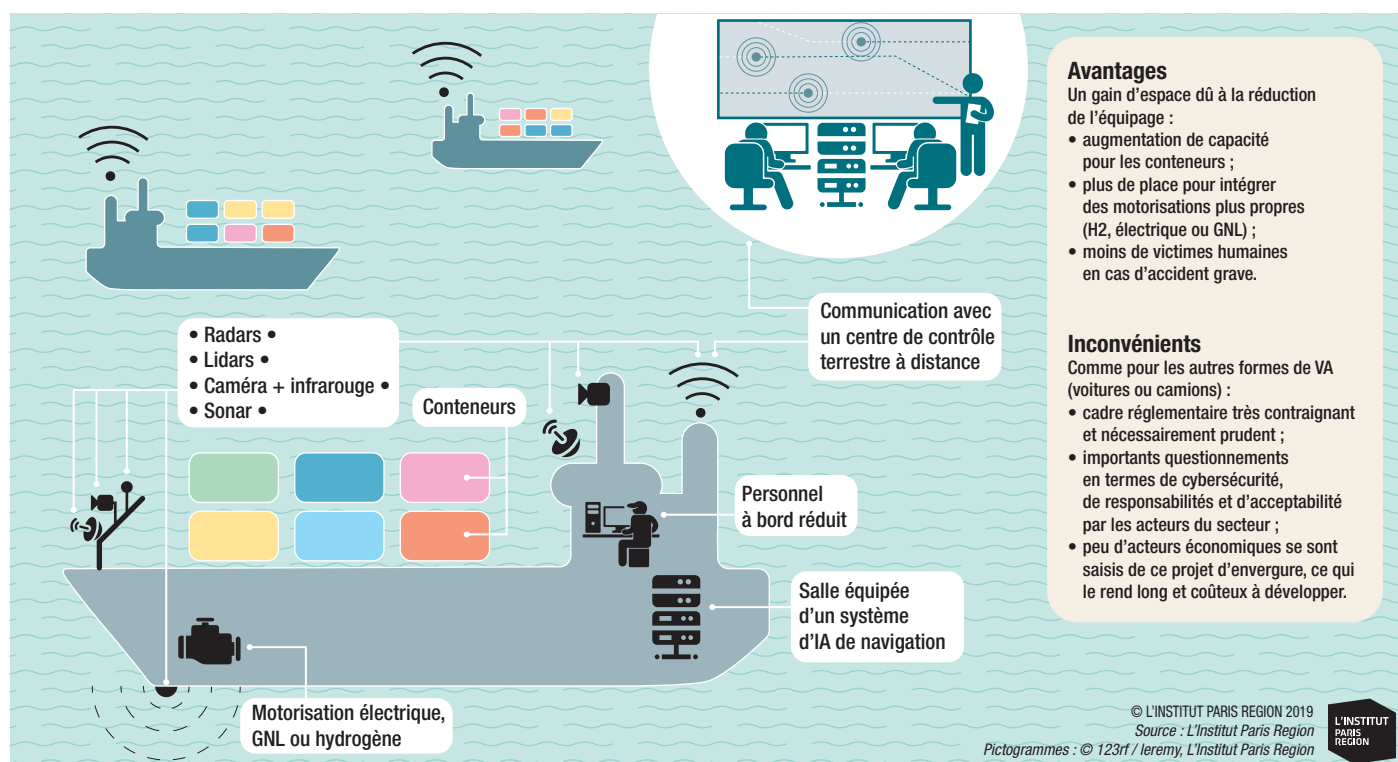 • Radars •
• Lidars •
• Caméra + infrarouge •
• Sonar •
Conteneurs
Communication avec
un centre de contrôle
terrestre à distance
Personnel
à bord réduit
Salle équipée
d'un système
d'IA de navigation
Motorisation électrique,
GNL ou hydrogène
Avantages
Un gain d'espace dû à la réduction
de l'équipage :
• augmentation de capacité
pour les conteneurs ;
• plus de place pour intégrer
des motorisations plus propres
(H2, électrique ou GNL) ;
• moins de victimes humaines
en cas d'accident grave.
Inconvénients
Comme pour les autres formes de VA
(voitures ou camions) :
• cadre réglementaire très contraignant
et nécessairement prudent ;
• importants questionnements
en termes de cybersécurité,
de responsabilités et d'acceptabilité
par les acteurs du secteur ;
• peu d'acteurs économiques se sont
saisis de ce projet d'envergure, ce qui
le rend long et coûteux à développer.
© L'INSTITUT PARIS REGION 2019
Source : L'Institut Paris Region
Pictogrammes : © 123rf / leremy, L'Institut Paris Region
L'INSTITUT
PARIS
REGION